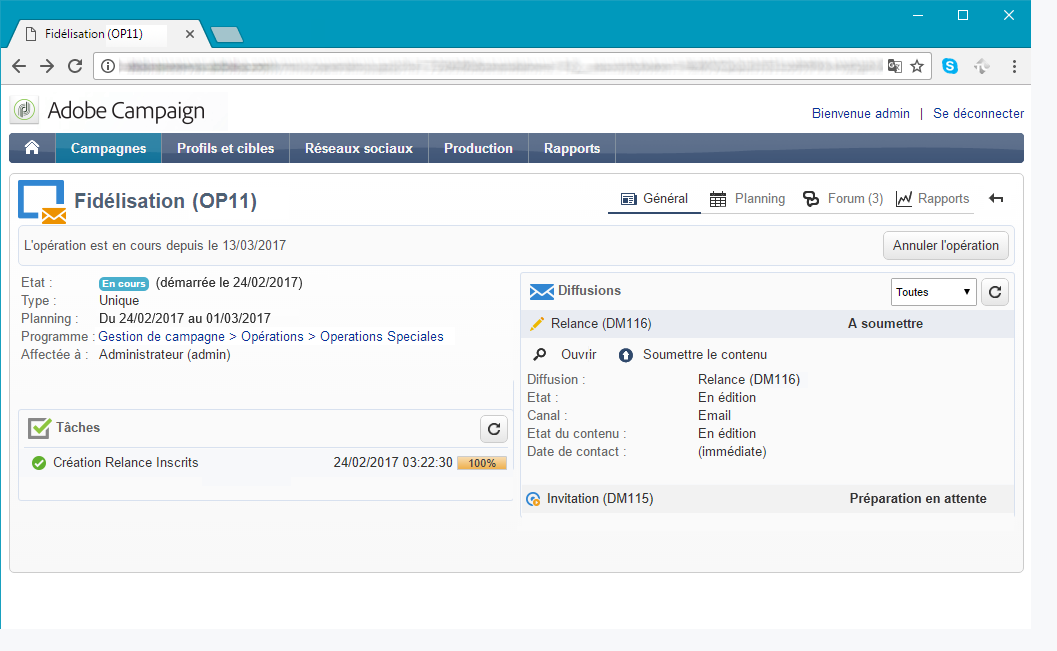 Fidélisation (OP11)
Adobe Campaign
Bienvenue admin | Se déconnecter
Campagnes Profils et cibles Réseaux sociaux Production Rapports
Fidélisation (OP11)
Général Planning Forum (3) Rapports
L'opération est en cours depuis le 13/03/2017
Annuler l'opération
Etat : En cours (démarrée le 24/02/2017)
Type : Unique
Planning : Du 24/02/2017 au 01/03/2017
Programme : Gestion de campagne > Opérations > Operations Speciales
Affectée à : Administrateur (admin)
Tâches
Création Relance Inscrits 24/02/2017 03:22:30 100%
Diffusions Toutes
Relance (DM116) A soumettre
Ouvrir Soumettre le contenu
Diffusion : Relance (DM116)
Etat : En édition
Canal : Email
Etat du contenu : En édition
Date de contact : (immédiate)
Invitation (DM115) Préparation en attente